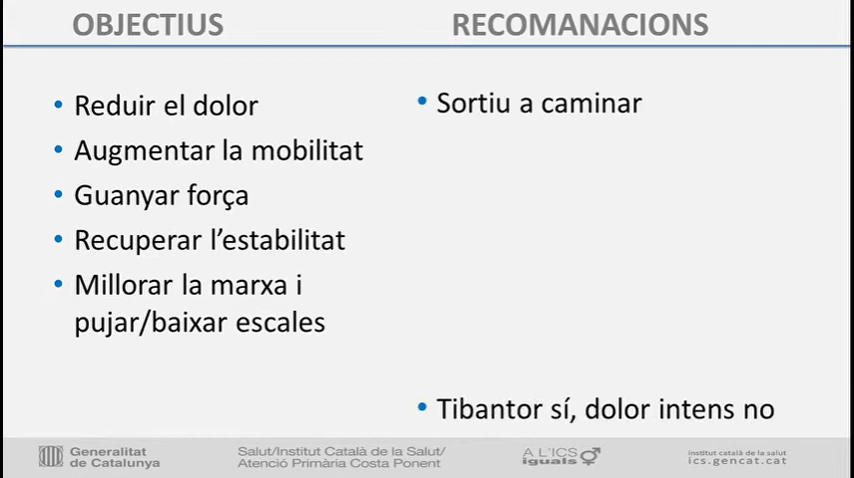 OBJECTIUS
RECOMANACIONS
• Reduir el dolor
• Augmentar la mobilitat
• Guanyar força
• Recuperar l’estabilitat
• Millorar la marxa i
pujar/baixar escales
• Sortiu a caminar
• Tibantor sí, dolor intens no
Generalitat
de Catalunya
Salut/Institut Català de la Salut/
Atenció Primària Costa Ponent
A L'ICS
iguals
institut català de la salut
ics.gencat.cat